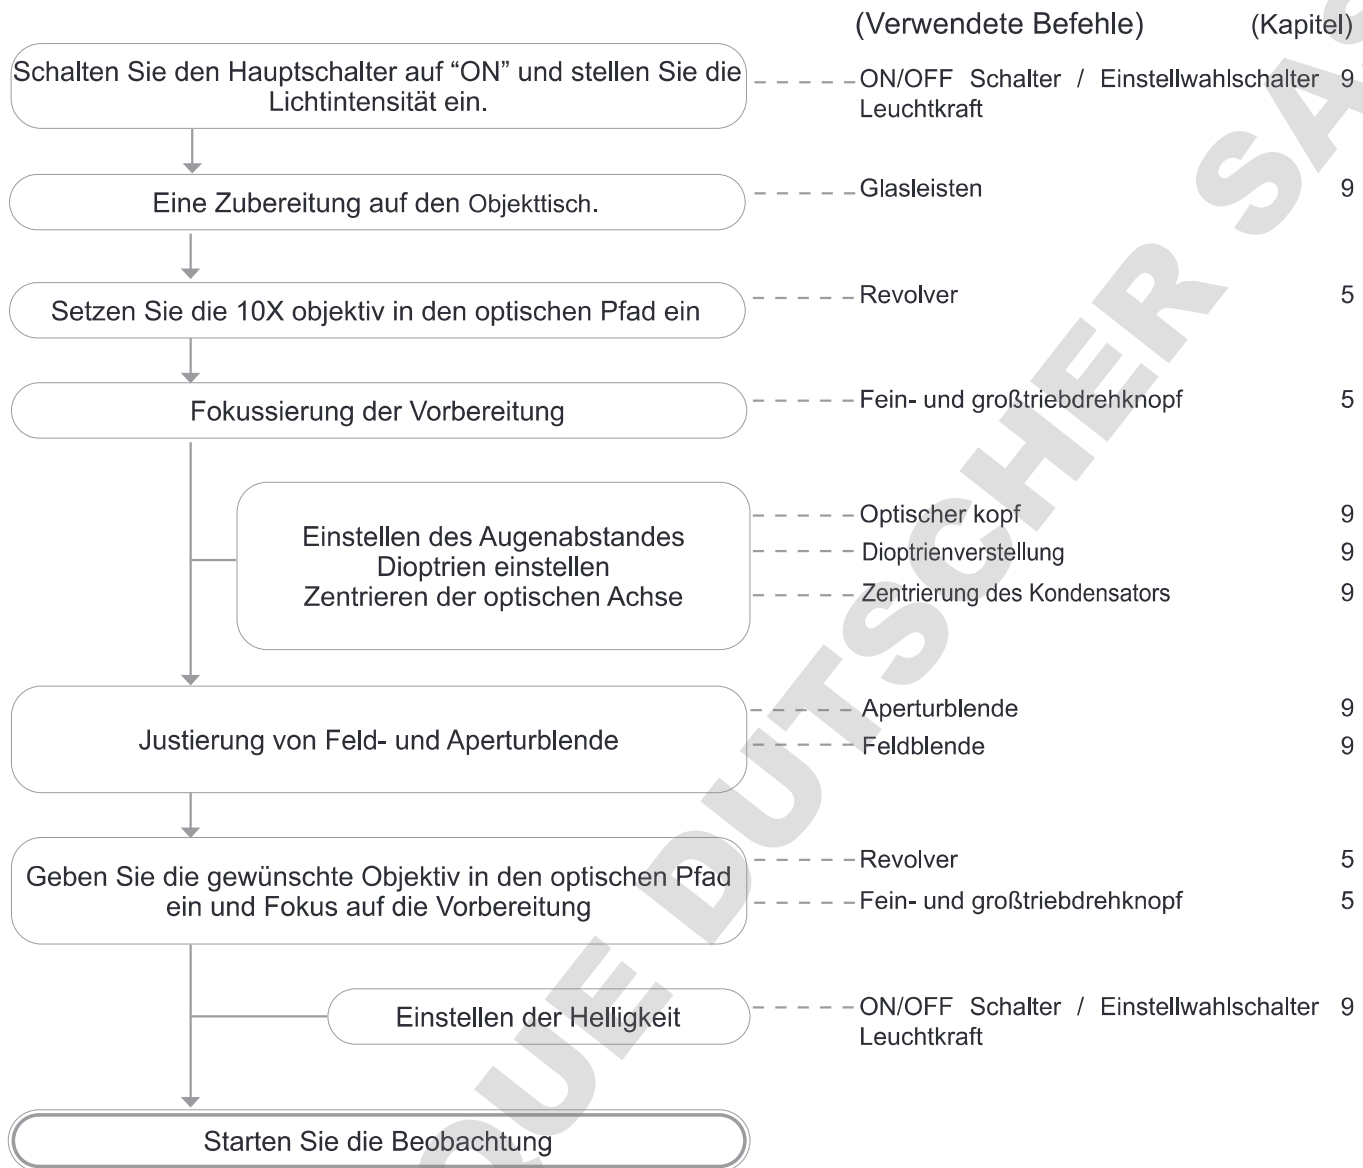 (Verwendete Befehle) (Kapitel)
Schalten Sie den Hauptschalter auf “ON” und stellen Sie die
Lichtintensität ein.
ON/OFF Schalter / Einstellwahlschalter 9
Leuchtkraft
Eine Zubereitung auf den Objekttisch.
Glasleisten 9
Setzen Sie die 10X objektiv in den optischen Pfad ein
Revolver 5
Fokussierung der Vorbereitung
Fein- und großtriebdrehknopf 5
Einstellen des Augenabstandes
Dioptrien einstellen
Zentrieren der optischen Achse
Optischer kopf 9
Dioptrienverstellung 9
Zentrierung des Kondensators 9
Justierung von Feld- und Aperturblende
Aperturblende 9
Feldblende 9
Geben Sie die gewünschte Objektiv in den optischen Pfad
ein und Fokus auf die Vorbereitung
Revolver 5
Fein- und großtriebdrehknopf 5
Einstellen der Helligkeit
ON/OFF Schalter / Einstellwahlschalter 9
Leuchtkraft
Starten Sie die Beobachtung
QUE DUTSCHER SAS